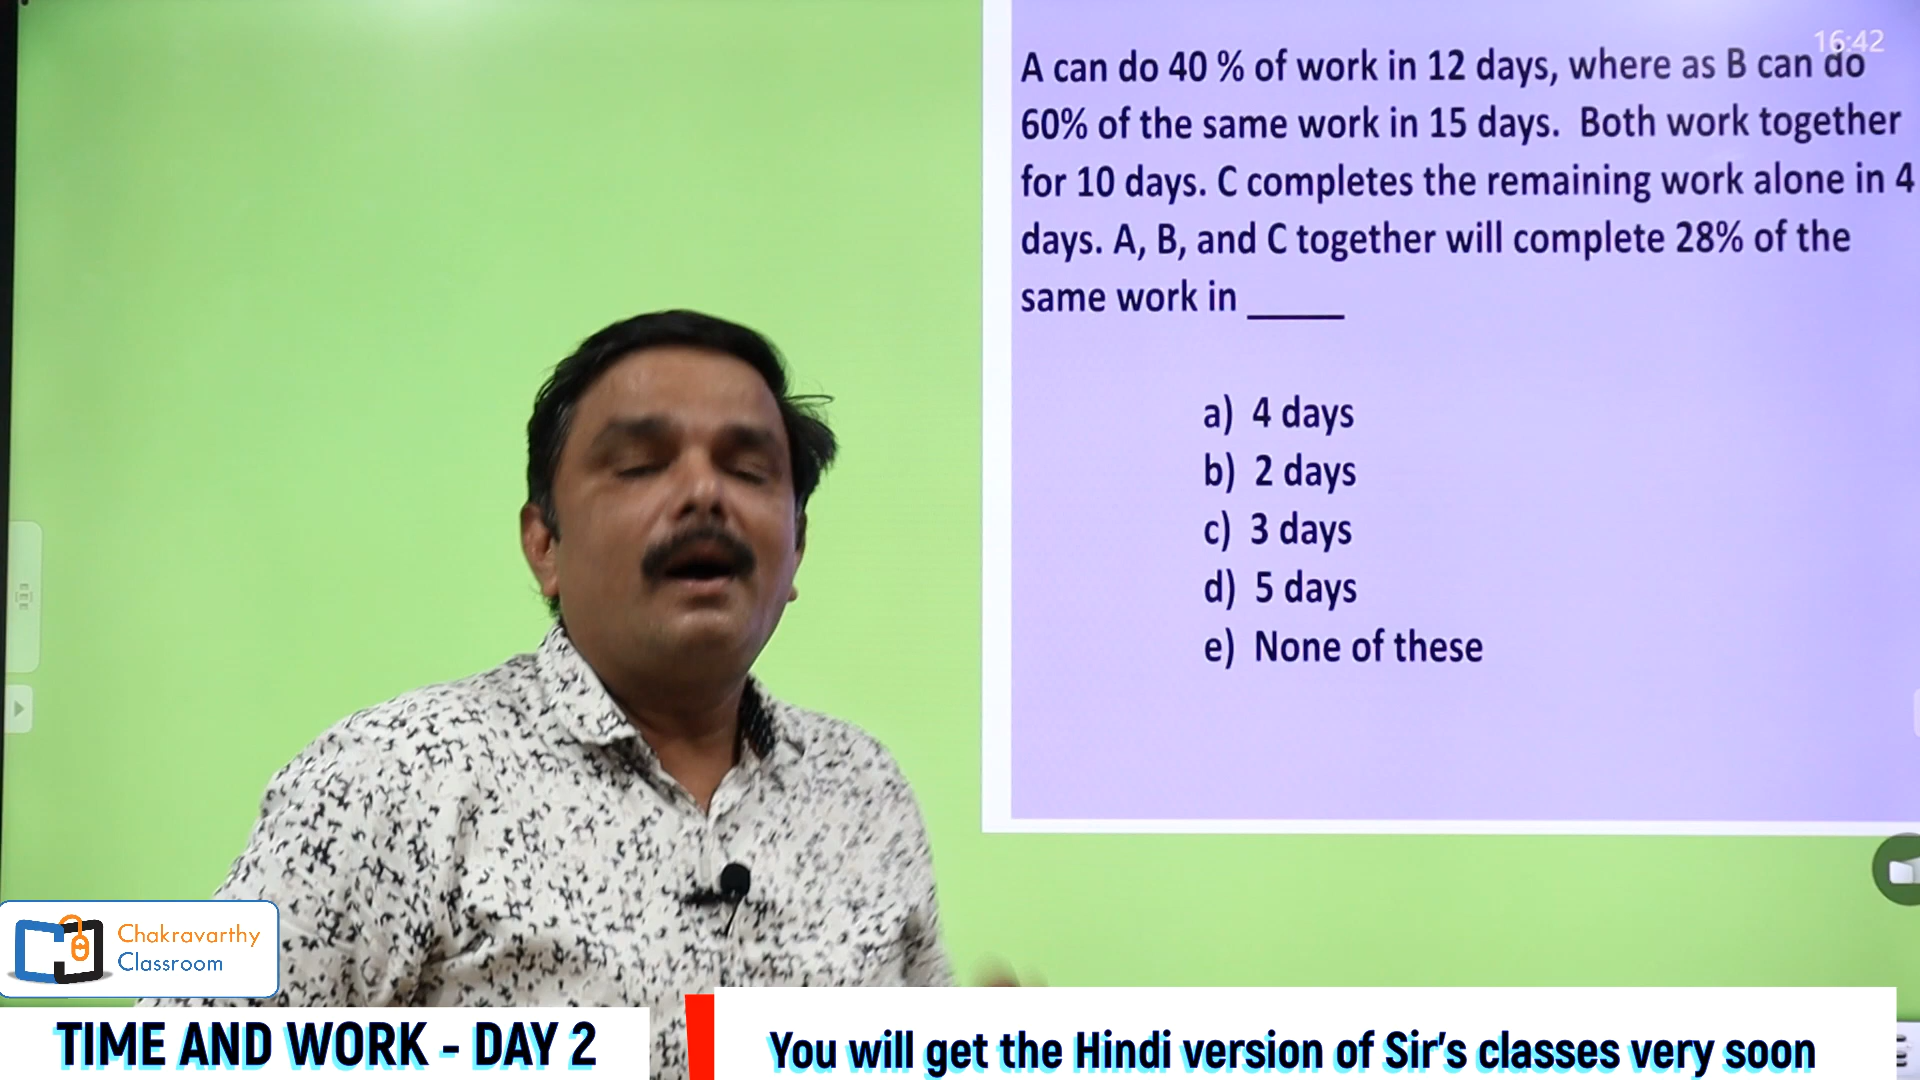 16:42
A can do 40 % of work in 12 days, where as B can do
60% of the same work in 15 days.  Both work together
for 10 days. C completes the remaining work alone in 4
days. A, B, and C together will complete 28% of the
same work in _____
a) 4 days
b) 2 days
c) 3 days
d) 5 days
e) None of these
Chakravarthy
Classroom
TIME AND WORK - DAY 2
You will get the Hindi version of Sir's classes very soon